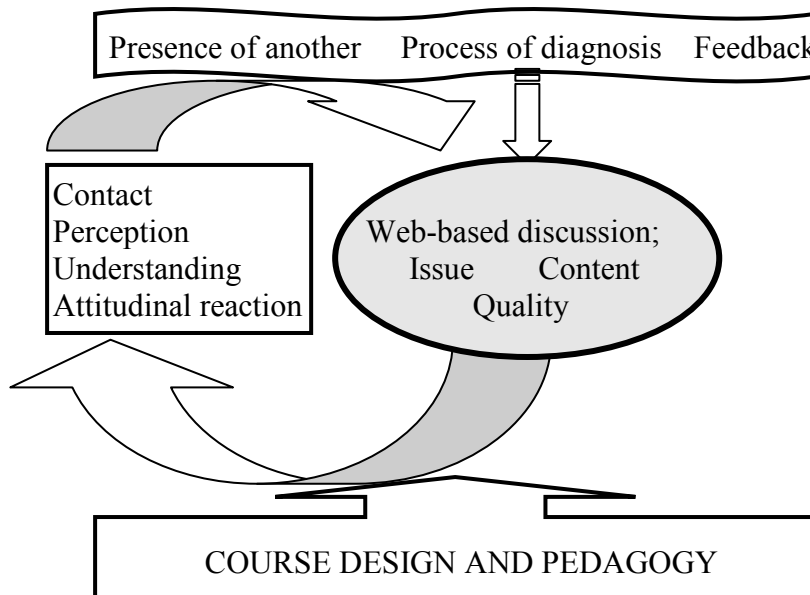 Presence of another Process of diagnosis Feedback
Contact
Perception
Understanding
Attitudinal reaction
Web-based discussion;
Issue Content
Quality
COURSE DESIGN AND PEDAGOGY